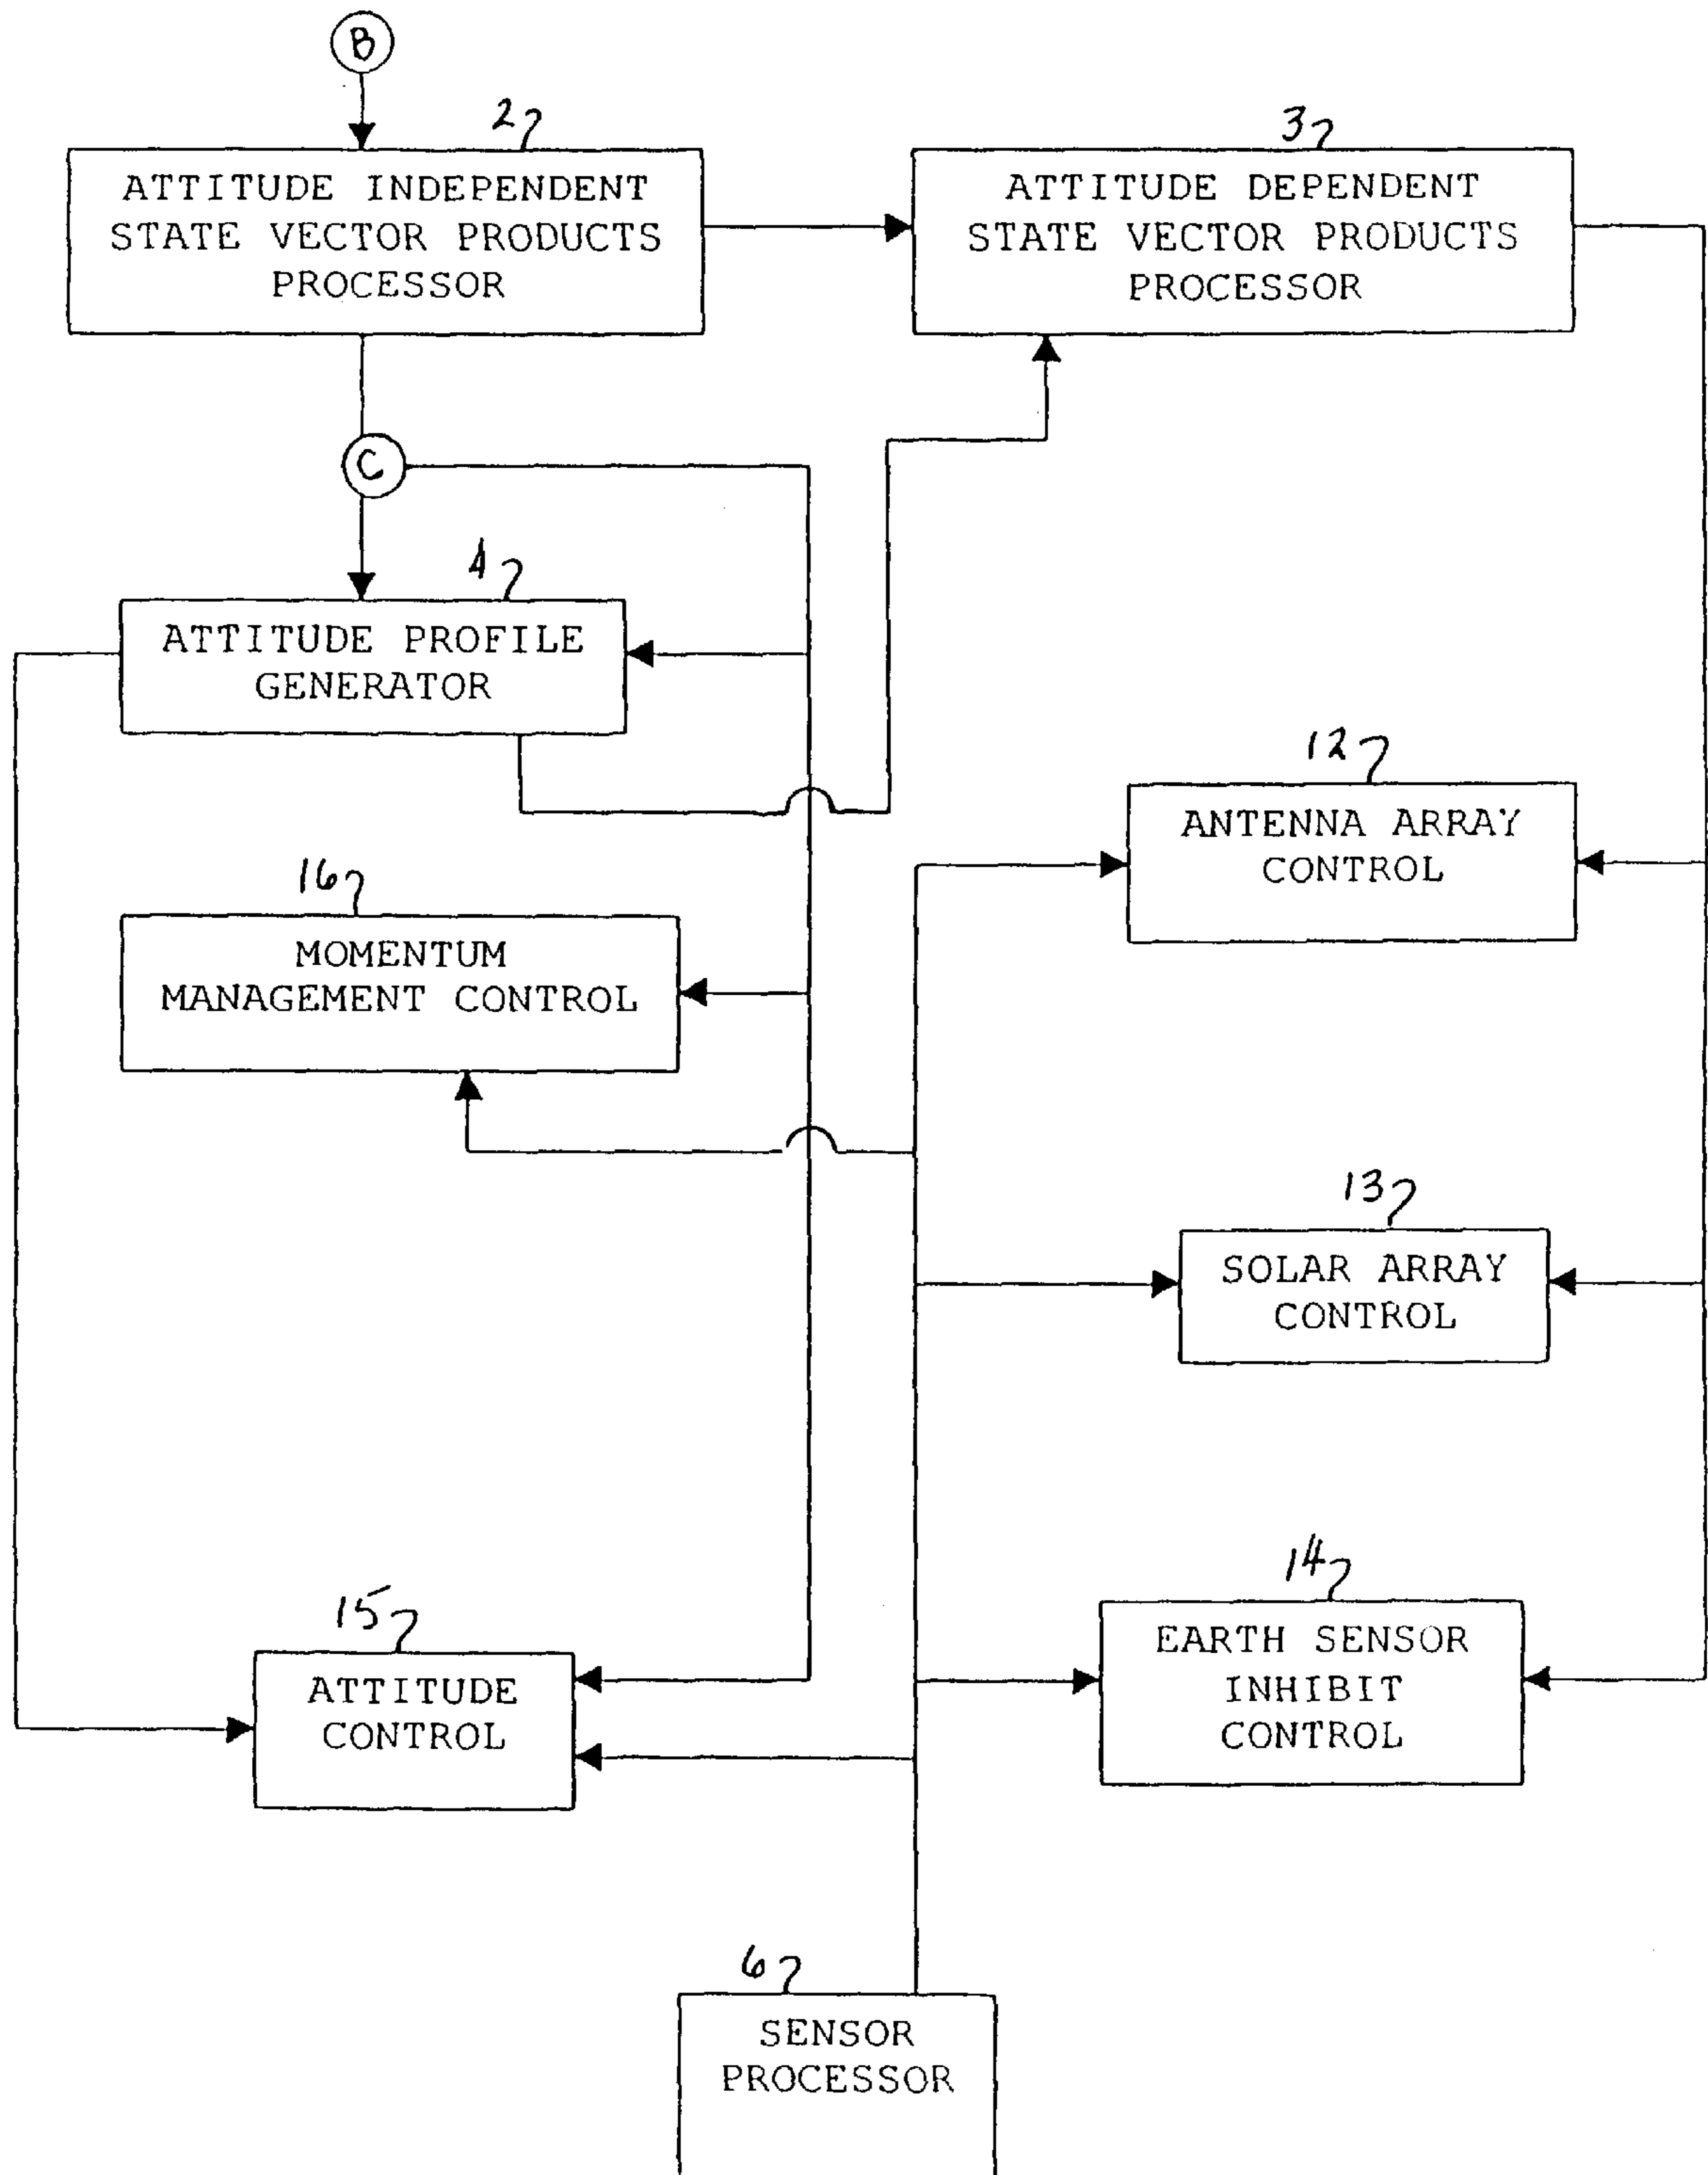 B
2
ATTITUDE INDEPENDENT
STATE VECTOR PRODUCTS
PROCESSOR
3
ATTITUDE DEPENDENT
STATE VECTOR PRODUCTS
PROCESSOR
C
4
ATTITUDE PROFILE
GENERATOR
12
ANTENNA ARRAY
CONTROL
16
MOMENTUM
MANAGEMENT CONTROL
13
SOLAR ARRAY
CONTROL
14
EARTH SENSOR
INHIBIT
CONTROL
15
ATTITUDE
CONTROL
6
SENSOR
PROCESSOR